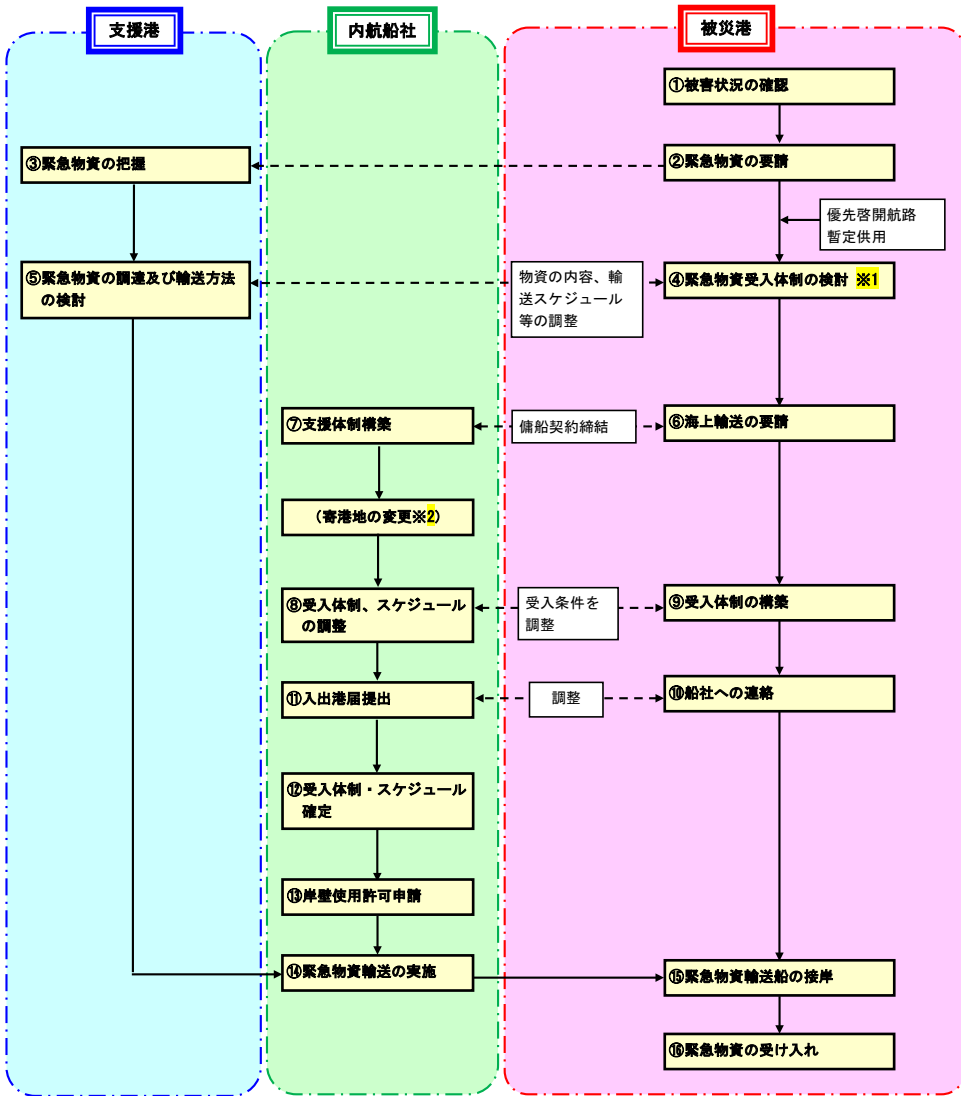 支援港
内航船社
被災港
①被害状況の確認
②緊急物資の要請
③緊急物資の把握
優先啓開航路
暫定供用
④緊急物資受入体制の検討 ※1
⑤緊急物資の調達及び輸送方法
の検討
物資の内容、輸
送スケジュール
等の調整
⑥海上輸送の要請
傭船契約締結
⑦支援体制構築
（寄港地の変更※2）
⑧受入体制、スケジュール
の調整
受入条件を
調整
⑨受入体制の構築
⑩船社への連絡
調整
⑪入出港届提出
⑫受入体制・スケジュール
確定
⑬岸壁使用許可申請
⑭緊急物資輸送の実施
⑮緊急物資輸送船の接岸
⑯緊急物資の受け入れ